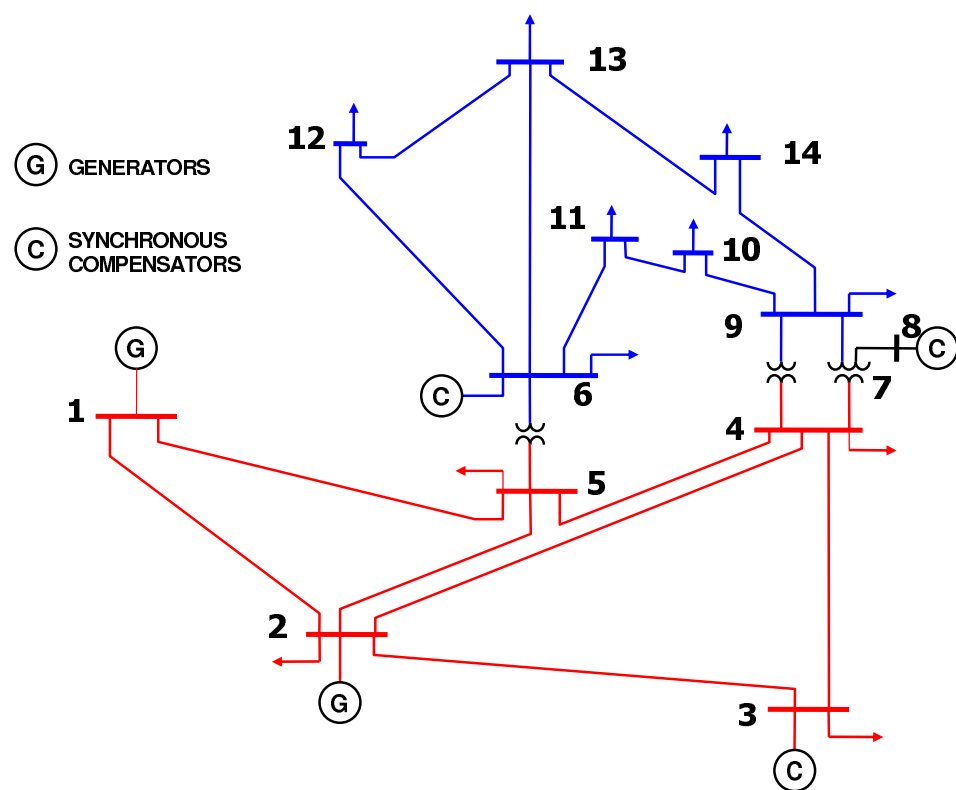 13
12
14
G GENERATORS
11
10
C SYNCHRONOUS
COMPENSATORS
9
8
C
G
7
C
6
1
4
5
2
G
3
C